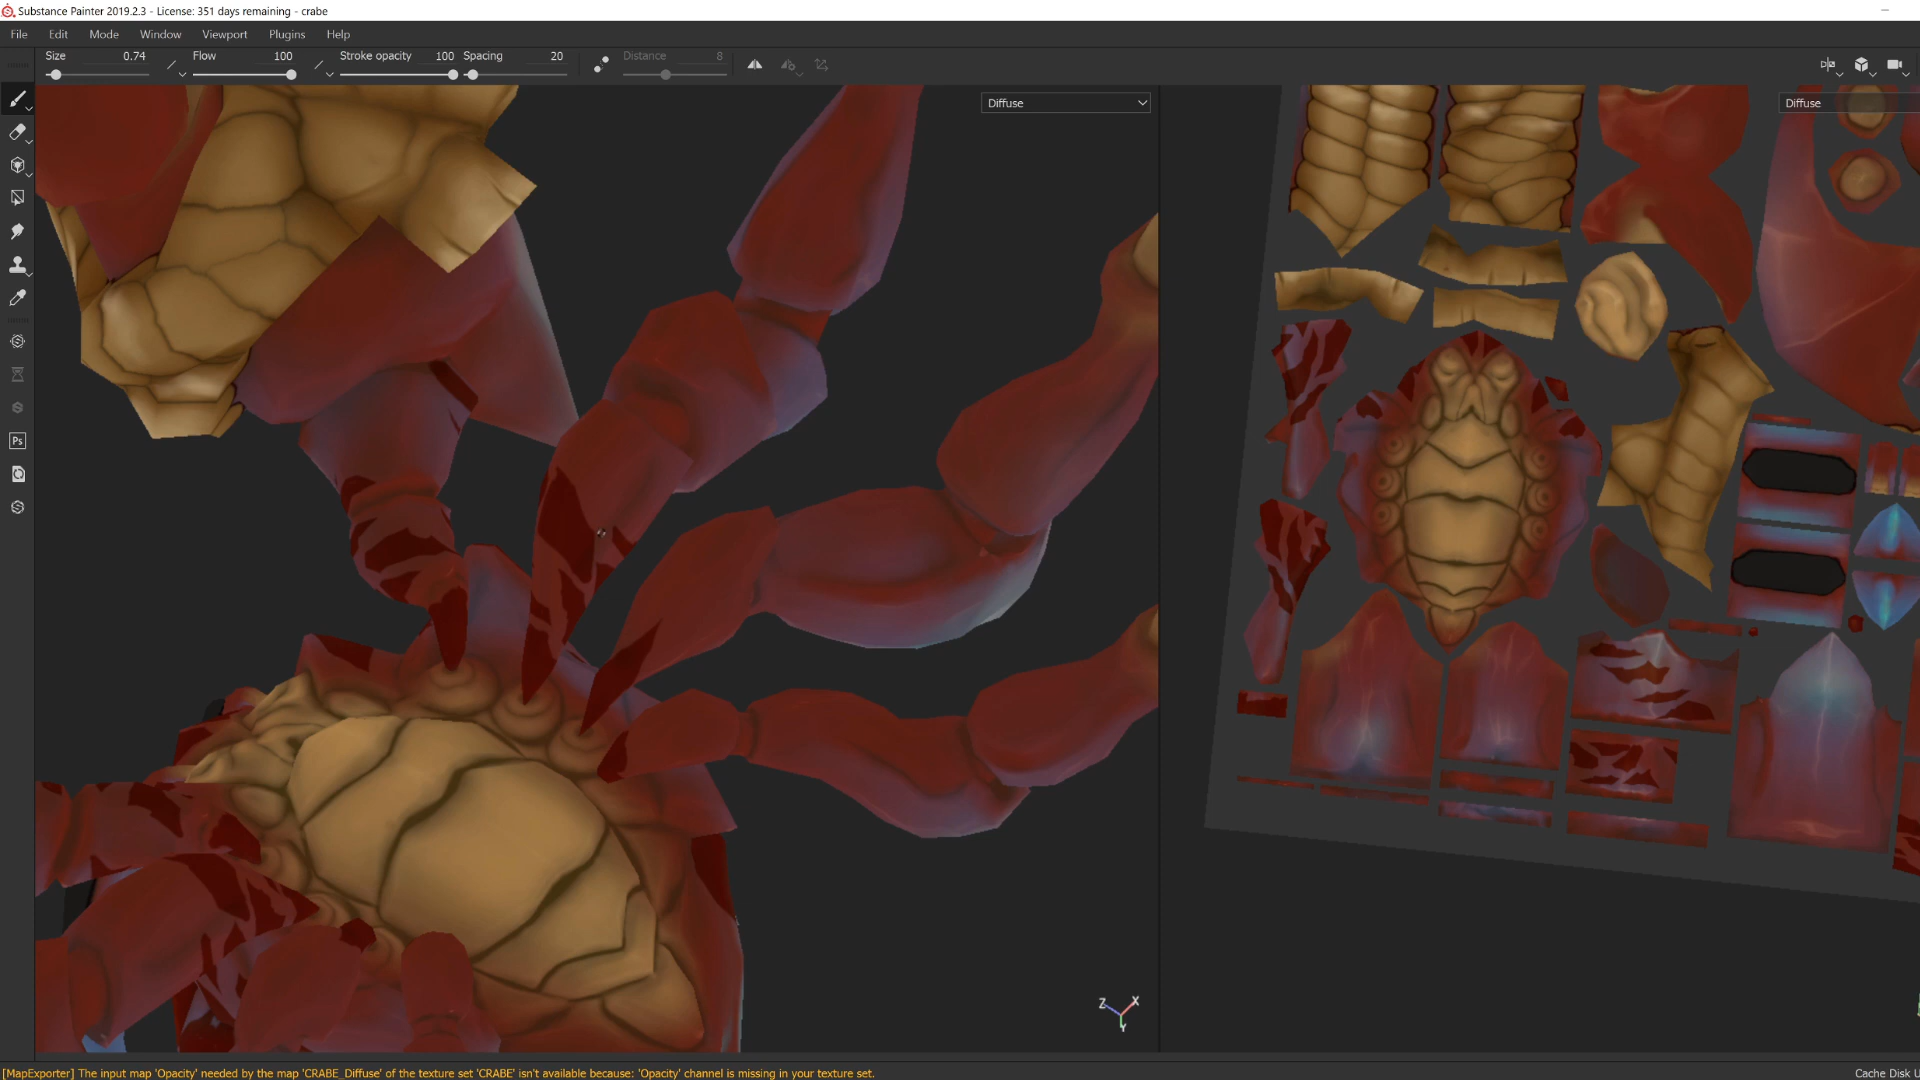 Substance Painter 2019.2.3 - License: 351 days remaining - crabe
File Edit Mode Window Viewport Plugins Help
Size 0.74 Flow 100 Stroke opacity 100 Spacing 20 Distance 8
Diffuse
Diffuse
Ps
Z X
Y
[MapExporter] The input map 'Opacity' needed by the map 'CRABE_Diffuse' of the texture set 'CRABE' isn't available because: 'Opacity' channel is missing in your texture set.
Cache Disk U